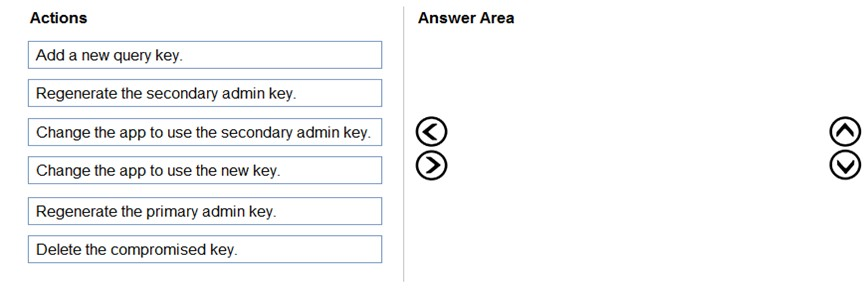 Actions
Answer Area
Add a new query key.
Regenerate the secondary admin key.
Change the app to use the secondary admin key.
Change the app to use the new key.
Regenerate the primary admin key.
Delete the compromised key.